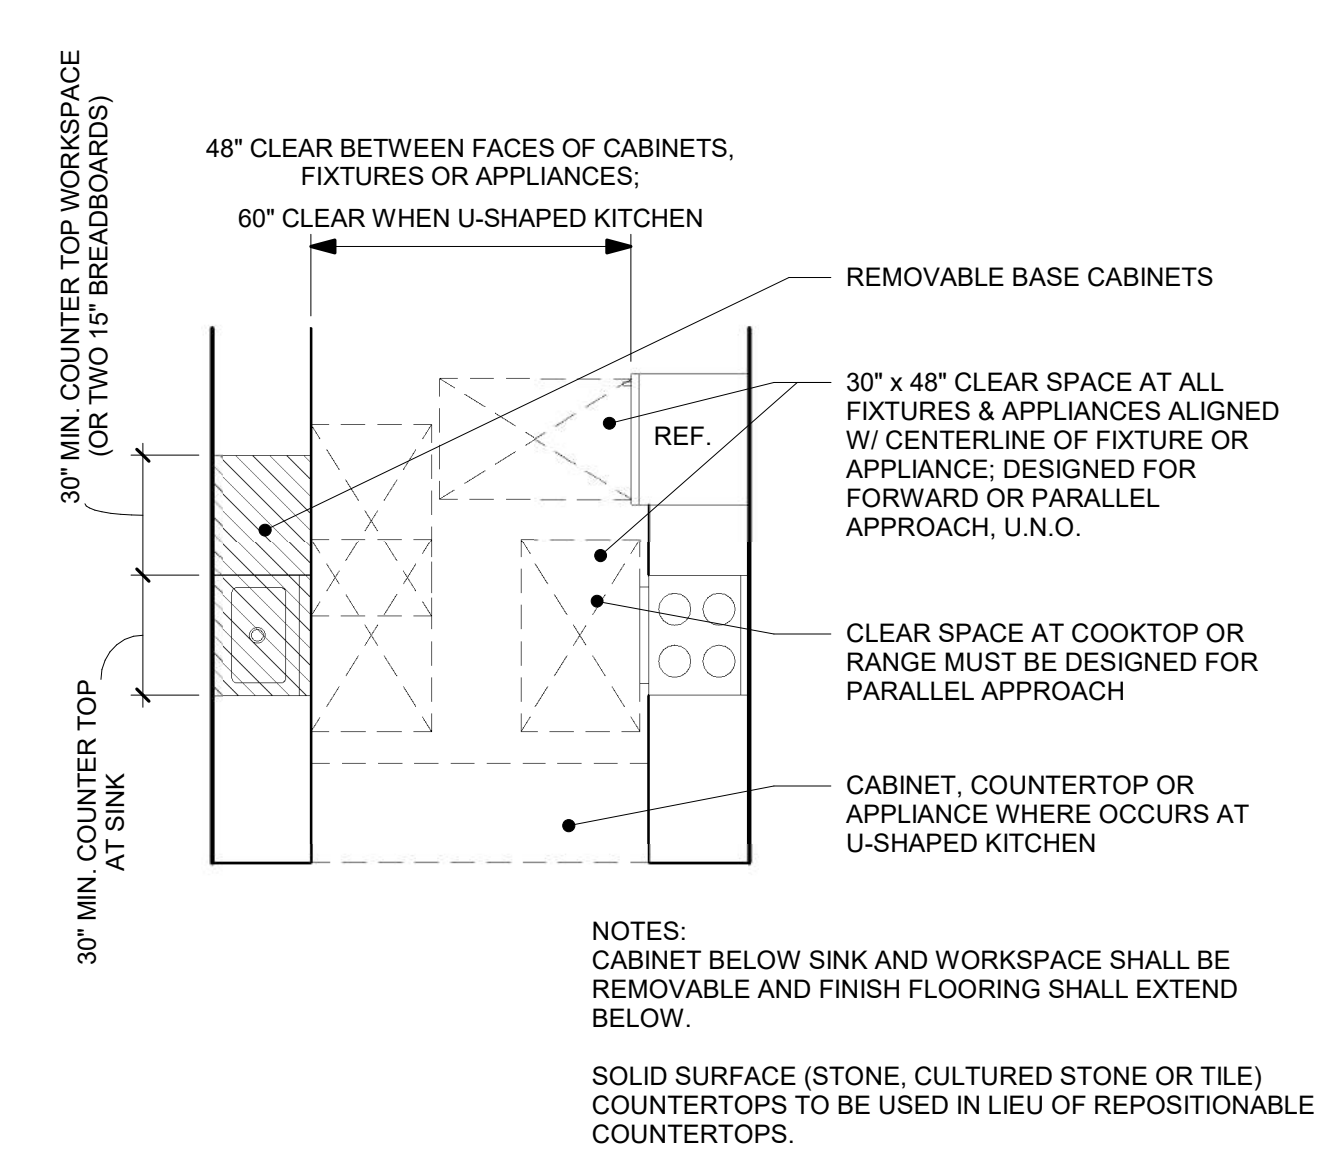 30" MIN. COUNTER TOP WORKSPACE
(OR TWO 15" BREADBOARDS)
48" CLEAR BETWEEN FACES OF CABINETS,
FIXTURES OR APPLIANCES;
60" CLEAR WHEN U-SHAPED KITCHEN
REMOVABLE BASE CABINETS
30" x 48" CLEAR SPACE AT ALL
FIXTURES & APPLIANCES ALIGNED
W/ CENTERLINE OF FIXTURE OR
APPLIANCE; DESIGNED FOR
FORWARD OR PARALLEL
APPROACH, U.N.O.
REF.
CLEAR SPACE AT COOKTOP OR
RANGE MUST BE DESIGNED FOR
PARALLEL APPROACH
30" MIN. COUNTER TOP
AT SINK
CABINET, COUNTERTOP OR
APPLIANCE WHERE OCCURS AT
U-SHAPED KITCHEN
NOTES:
CABINET BELOW SINK AND WORKSPACE SHALL BE
REMOVABLE AND FINISH FLOORING SHALL EXTEND
BELOW.
SOLID SURFACE (STONE, CULTURED STONE OR TILE)
COUNTERTOPS TO BE USED IN LIEU OF REPOSITIONABLE
COUNTERTOPS.